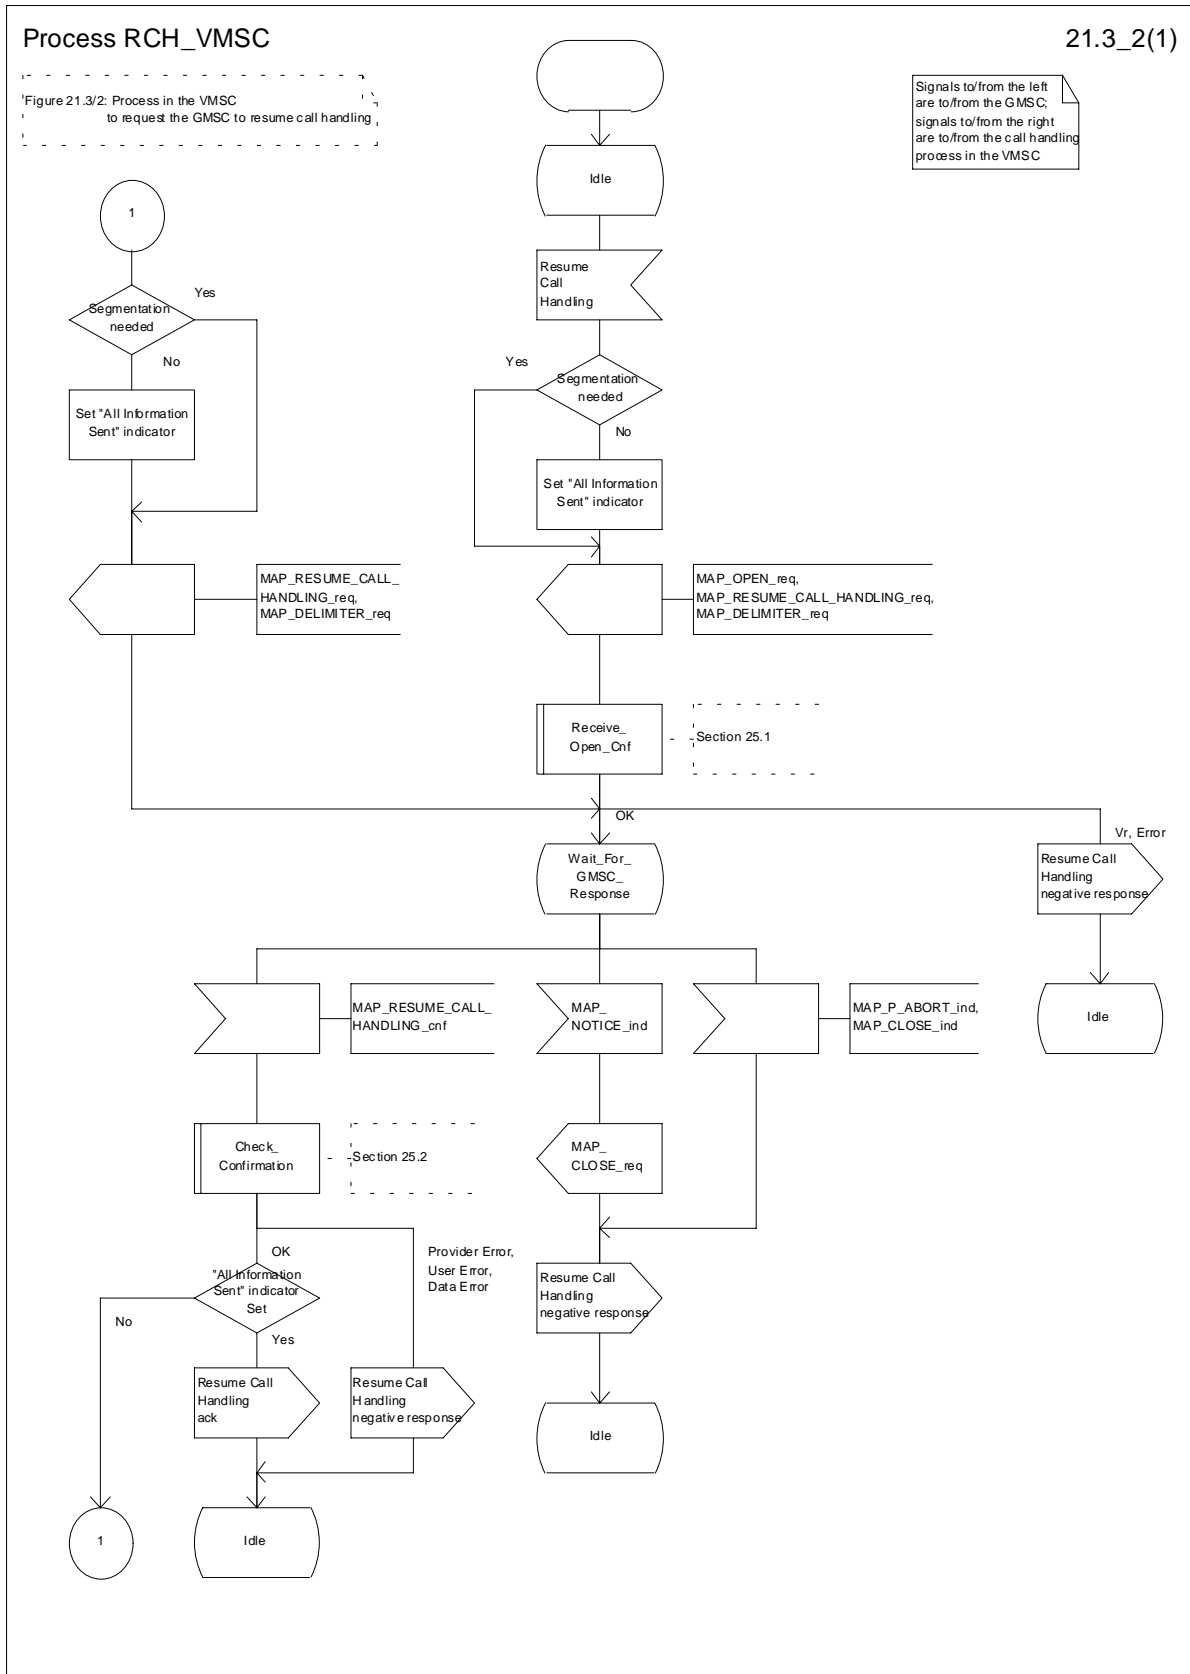 Process RCH_VMSC
21.3_2(1)
Figure 21.3/2: Process in the VMSC
to request the GMSC to resume call handling
Signals to/from the left
are to/from the GMSC;
signals to/from the right
are to/from the call handling
process in the VMSC
Idle
1
Resume
Call
Handling
Segmentation
needed
Yes
No
Set "All Information
Sent" indicator
Segmentation
needed
Yes
No
Set "All Information
Sent" indicator
MAP_RESUME_CALL_
HANDLING_req,
MAP_DELIMITER_req
MAP_OPEN_req,
MAP_RESUME_CALL_HANDLING_req,
MAP_DELIMITER_req
Receive_
Open_Cnf
Section 25.1
OK
Vr, Error
Wait_For_
GMSC_
Response
Resume Call
Handling
negative response
MAP_RESUME_CALL_
HANDLING_cnf
MAP_
NOTICE_ind
MAP_P_ABORT_ind,
MAP_CLOSE_ind
Idle
Check_
Confirmation
Section 25.2
MAP_
CLOSE_req
OK
Provider Error,
User Error,
Data Error
"All Information
Sent" indicator
Set
No
Yes
Resume Call
Handling
negative response
Resume Call
Handling
ack
Resume Call
Handling
negative response
Idle
1
Idle